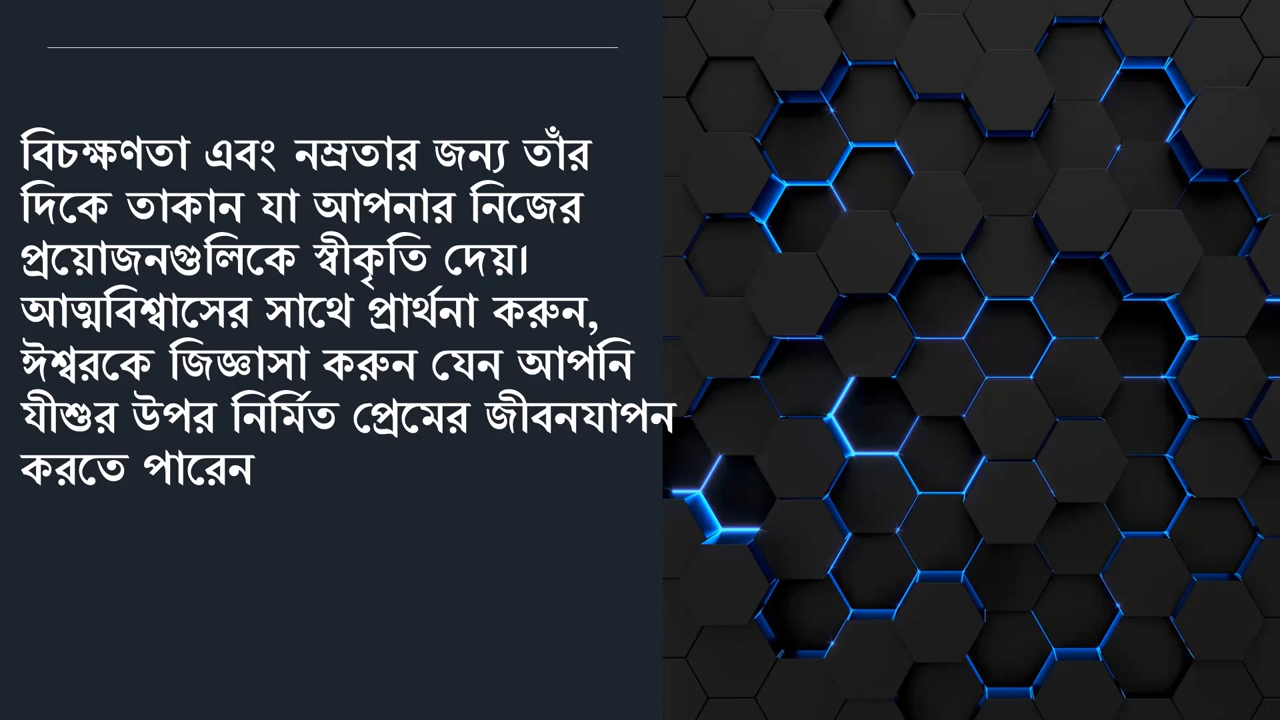 বিচক্ষণতা এবং নম্রতার জন্য তাঁর
দিকে তাকান যা আপনার নিজের
প্রয়োজনগুলিকে স্বীকৃতি দেয়।
আত্মবিশ্বাসের সাথে প্রার্থনা করুন,
ঈশ্বরকে জিজ্ঞাসা করুন যেন আপনি
যীশুর উপর নির্মিত প্রেমের জীবনযাপন
করতে পারেন